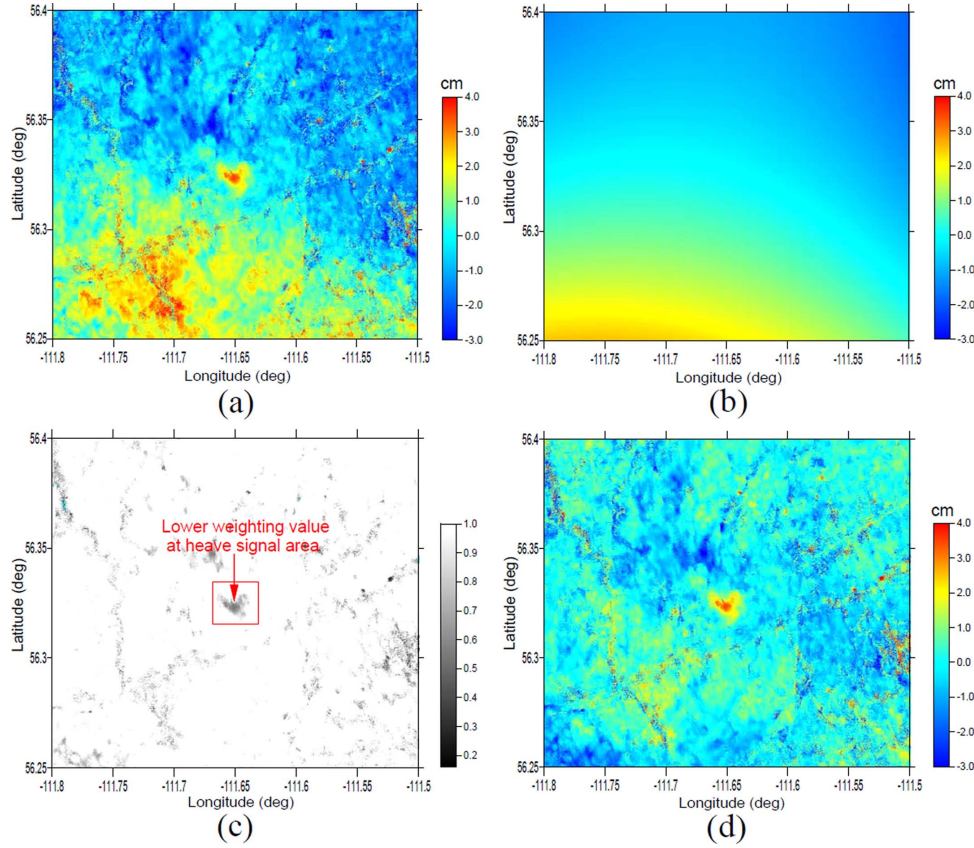 56.4
56.35
56.3
56.25
Latitude (deg)
-111.8 -111.75 -111.7 -111.65 -111.6 -111.55 -111.5
Longitude (deg)
cm
4.0
3.0
2.0
1.0
0.0
-1.0
-2.0
-3.0
(a)
56.4
56.35
56.3
56.25
Latitude (deg)
-111.8 -111.75 -111.7 -111.65 -111.6 -111.55 -111.5
Longitude (deg)
cm
4.0
3.0
2.0
1.0
0.0
-1.0
-2.0
-3.0
(b)
56.4
56.35
56.3
56.25
Latitude (deg)
Lower weighting value
at heave signal area
-111.8 -111.75 -111.7 -111.65 -111.6 -111.55 -111.5
Longitude (deg)
1.0
0.9
0.8
0.7
0.6
0.5
0.4
0.3
0.2
(c)
56.4
56.35
56.3
56.25
Latitude (deg)
-111.8 -111.75 -111.7 -111.65 -111.6 -111.55 -111.5
Longitude (deg)
cm
4.0
3.0
2.0
1.0
0.0
-1.0
-2.0
-3.0
(d)